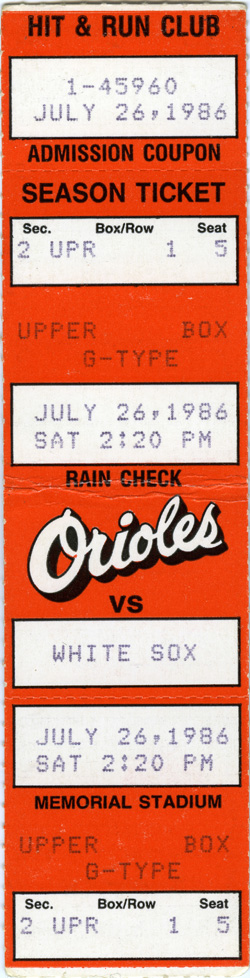 HIT & RUN CLUB
1-45960
JULY 26,1986
ADMISSION COUPON
SEASON TICKET
Sec. Box/Row Seat
2 UPR 1 5
UPPER BOX
G-TYPE
JULY 26,1986
SAT 2:20 PM
RAIN CHECK
Orioles
VS
WHITE SOX
JULY 26,1986
SAT 2:20 PM
MEMORIAL STADIUM
UPPER BOX
G-TYPE
Sec. Box/Row Seat
2 UPR 1 5